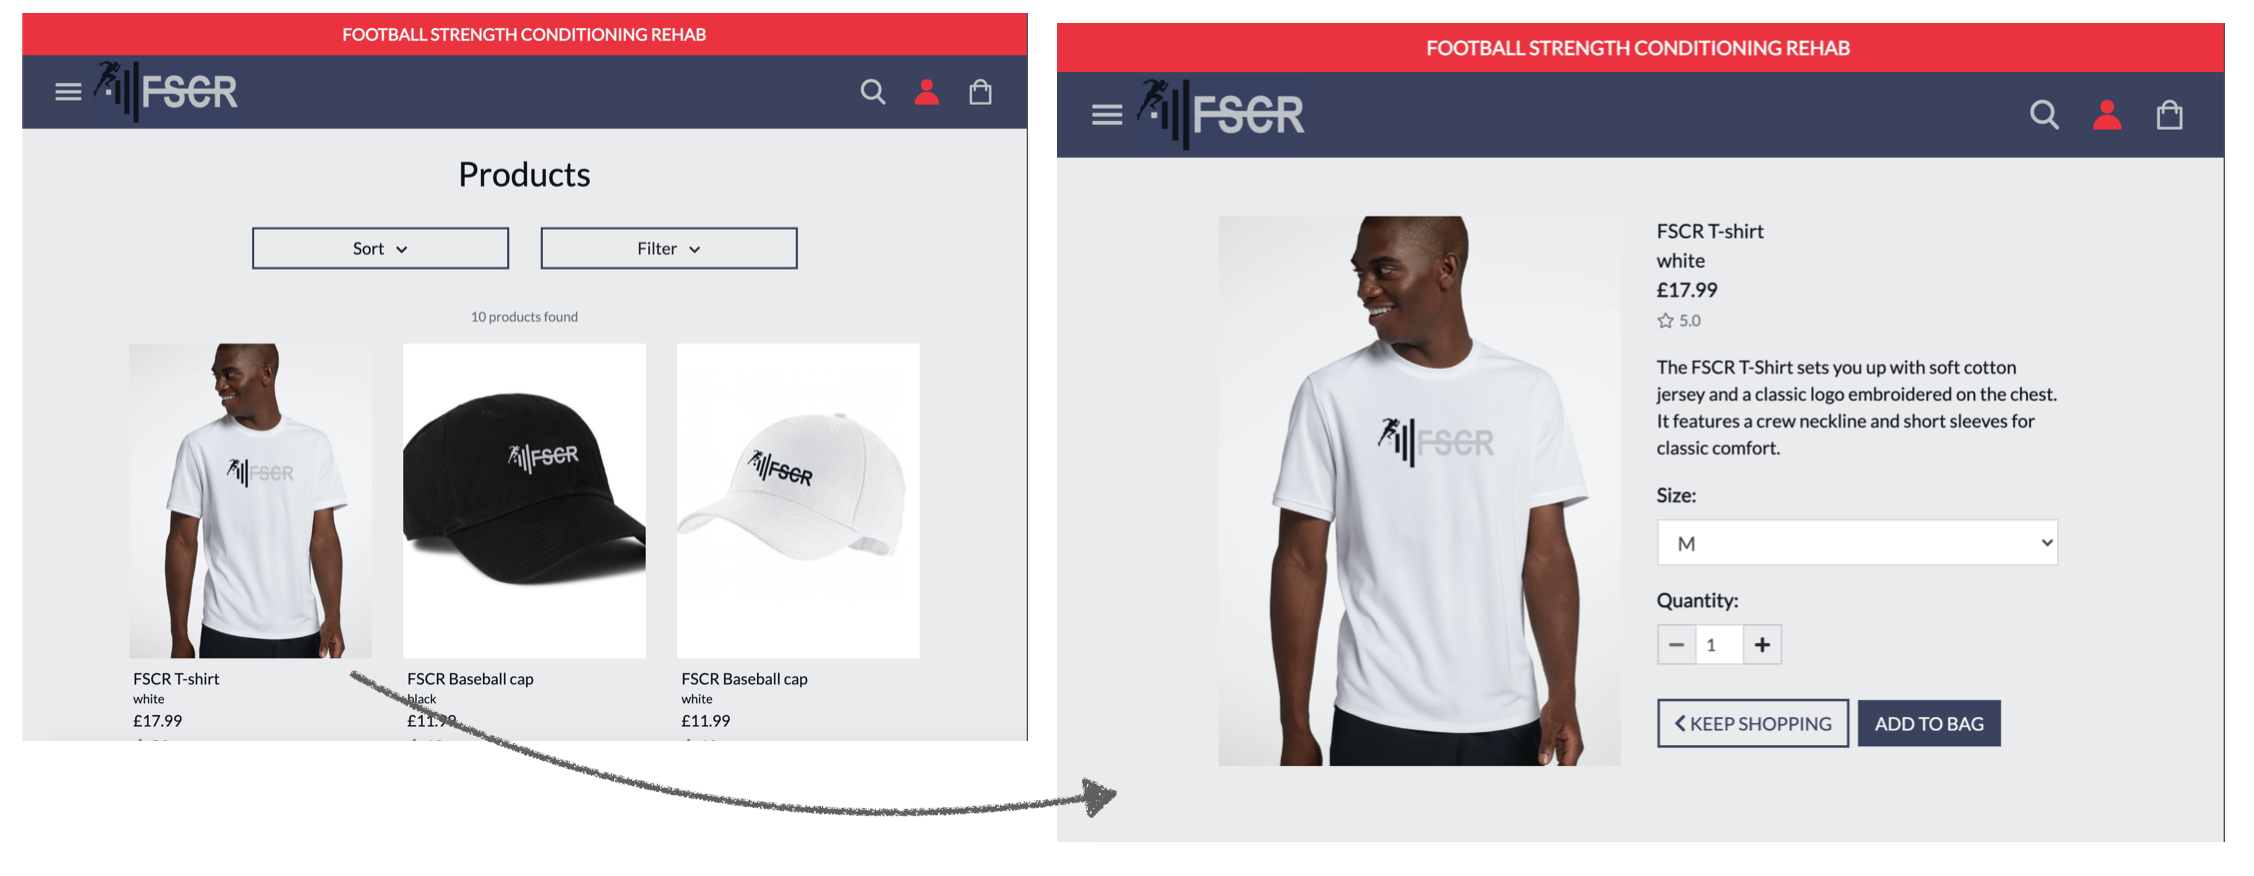 FOOTBALL STRENGTH CONDITIONING REHAB
FSCR
Products
Sort
Filter
10 products found
FSCR
FSCR
FSCR
FSCR T-shirt
white
£17.99
FSCR Baseball cap
black
£11.99
FSCR Baseball cap
white
£11.99
FOOTBALL STRENGTH CONDITIONING REHAB
FSCR
FSCR
FSCR T-shirt
white
£17.99
5.0
The FSCR T-Shirt sets you up with soft cotton
jersey and a classic logo embroidered on the chest.
It features a crew neckline and short sleeves for
classic comfort.
Size:
M
Quantity:
− 1 +
KEEP SHOPPING
ADD TO BAG